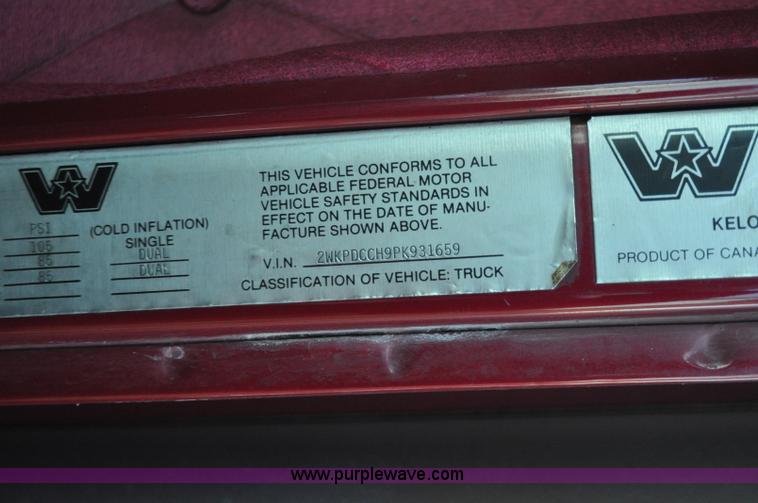 W
PSI (COLD INFLATION)
105 SINGLE
85 DUAL
85 DUAL
THIS VEHICLE CONFORMS TO ALL
APPLICABLE FEDERAL MOTOR
VEHICLE SAFETY STANDARDS IN
EFFECT ON THE DATE OF MANU-
FACTURE SHOWN ABOVE.
V.I.N. 2WKPDCCH9PK931659
CLASSIFICATION OF VEHICLE: TRUCK
W
KELO
PRODUCT OF CANA
www.purplewave.com